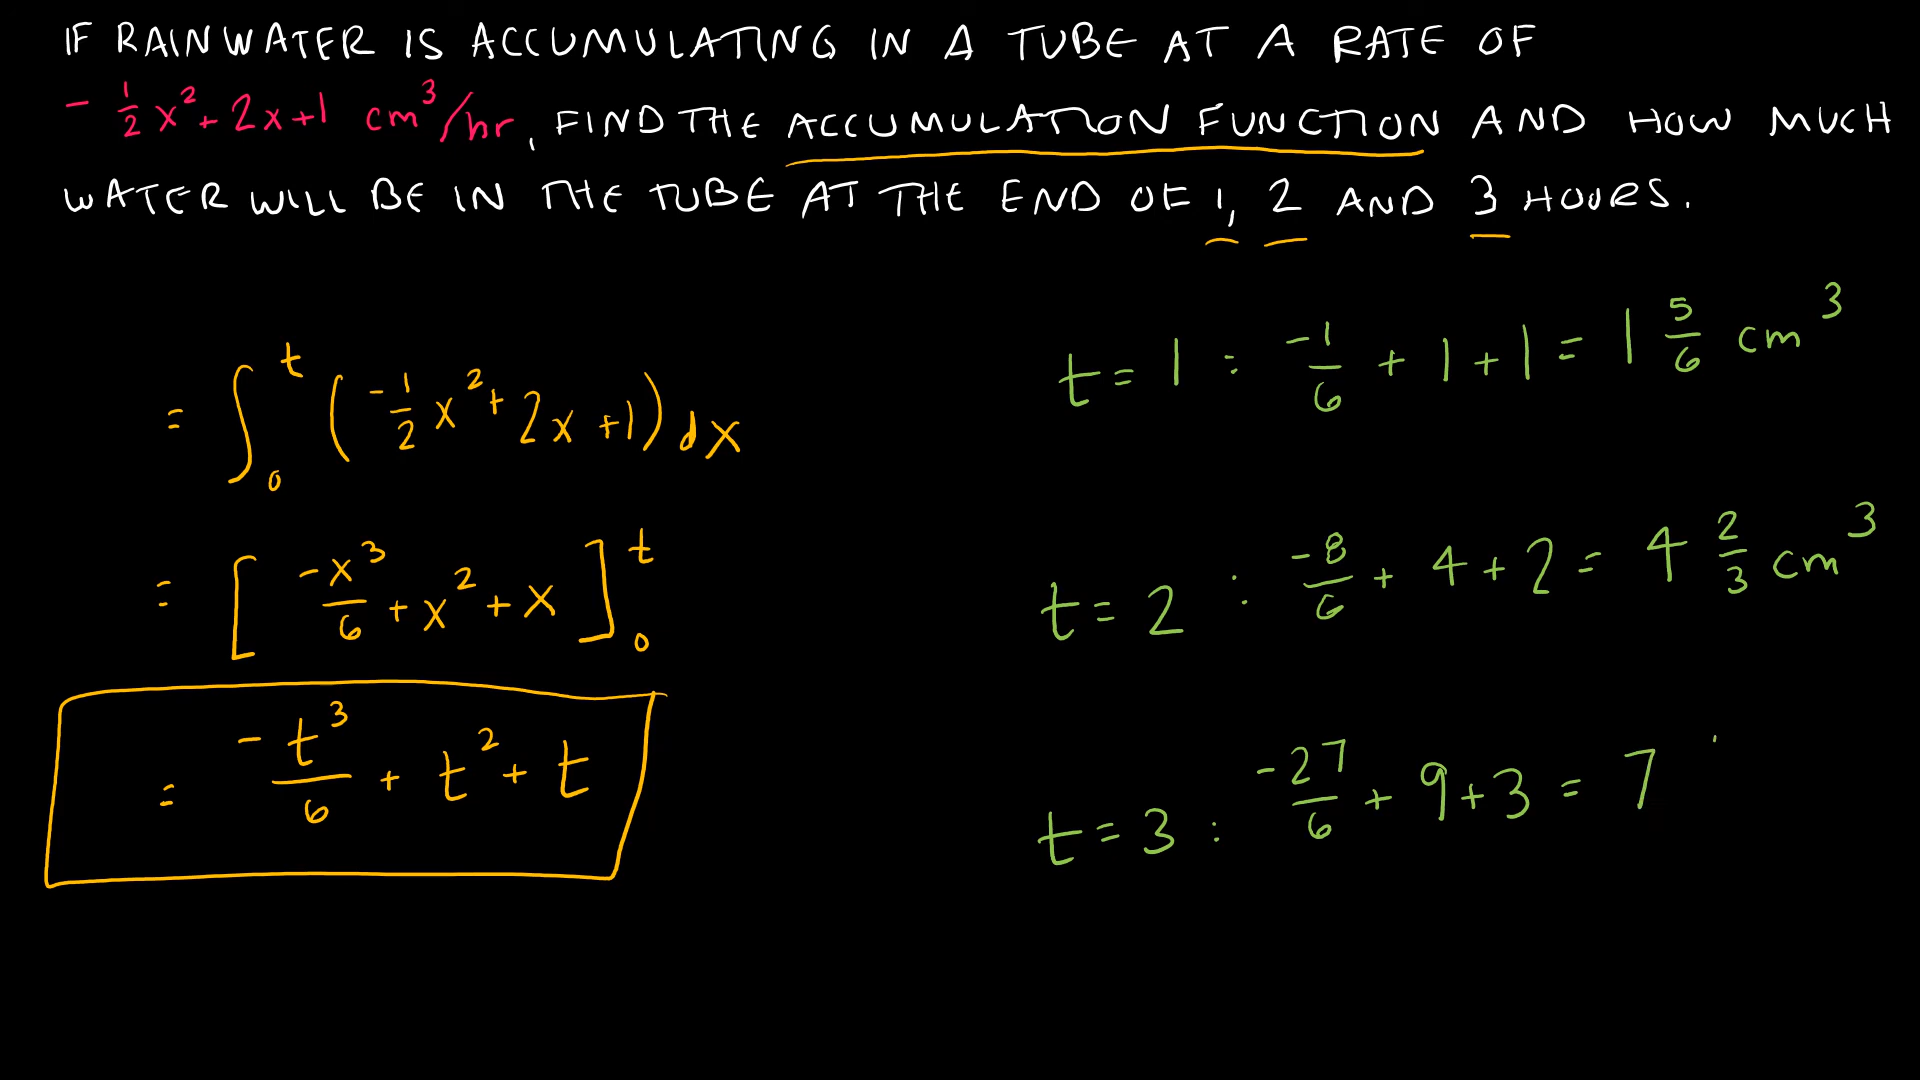 IF RAINWATER IS ACCUMULATING IN A TUBE AT A RATE OF
- 1/2 x² + 2x + 1 cm³/hr, FIND THE ACCUMULATION FUNCTION AND HOW MUCH
WATER WILL BE IN THE TUBE AT THE END OF 1, 2 AND 3 HOURS.
= ∫₀ᵗ (-1/2 x² + 2x + 1) dx
= [ -x³/6 + x² + x ]₀ᵗ
= -t³/6 + t² + t
t = 1 : -1/6 + 1 + 1 = 1 5/6 cm³
t = 2 : -8/6 + 4 + 2 = 4 2/3 cm³
t = 3 : -27/6 + 9 + 3 = 7